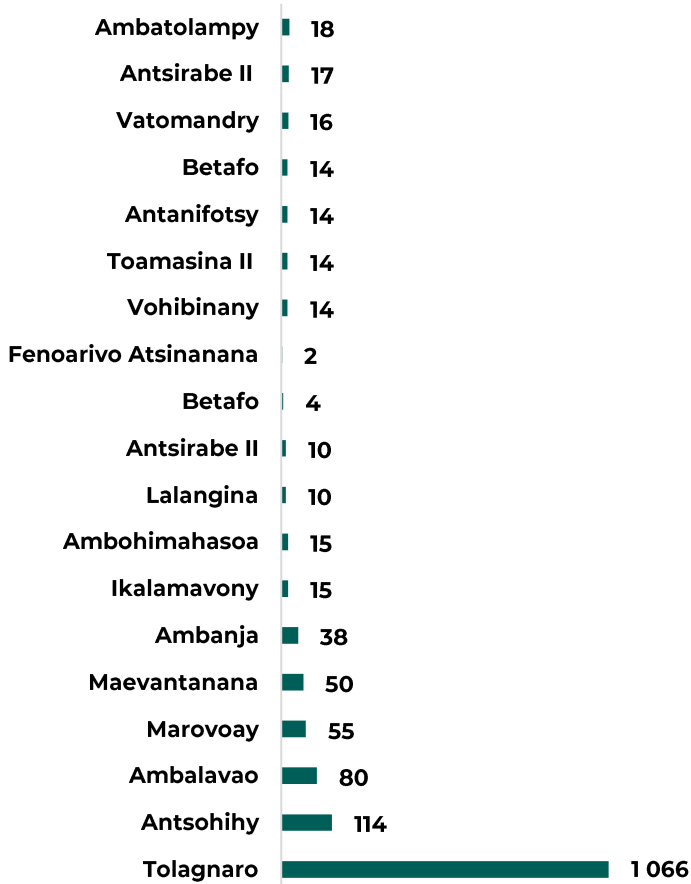 Ambatolampy 18
Antsirabe II 17
Vatomandry 16
Betafo 14
Antanifotsy 14
Toamasina II 14
Vohibinany 14
Fenoarivo Atsinanana 2
Betafo 4
Antsirabe II 10
Lalangina 10
Ambohimahasoa 15
Ikalamavony 15
Ambanja 38
Maevantanana 50
Marovoay 55
Ambalavao 80
Antsohihy 114
Tolagnaro 1 066